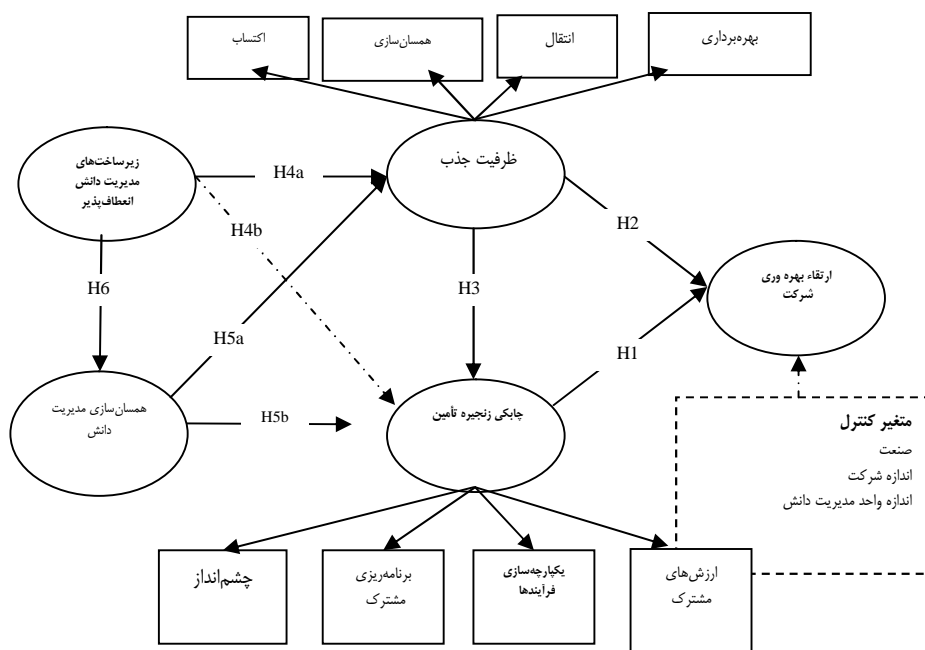 بهره‌برداری
انتقال
همسان‌سازی
اکتساب
ظرفیت جذب
زیرساخت‌های
مدیریت دانش
انعطاف‌پذیر
H4a
H4b
H2
H6
H3
ارتقاء بهره وری
شرکت
H5a
H1
همسان‌سازی مدیریت
دانش
H5b
چابکی زنجیره تأمین
متغیر کنترل
صنعت
اندازه شرکت
اندازه واحد مدیریت دانش
ارزش‌های
مشترک
یکپارچه‌سازی
فرآیندها
برنامه‌ریزی
مشترک
چشم‌انداز